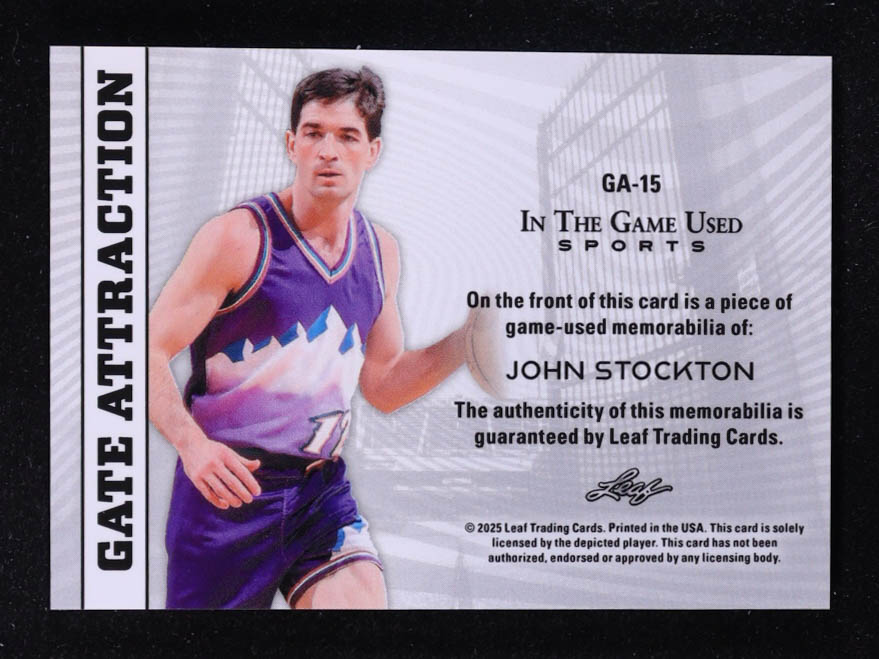 GATE ATTRACTION
GA-15
IN THE GAME USED
SPORTS
On the front of this card is a piece of
game-used memorabilia of:
JOHN STOCKTON
The authenticity of this memorabilia is
guaranteed by Leaf Trading Cards.
Leaf
© 2025 Leaf Trading Cards. Printed in the USA. This card is solely
licensed by the depicted player. This card has not been
authorized, endorsed or approved by any licensing body.